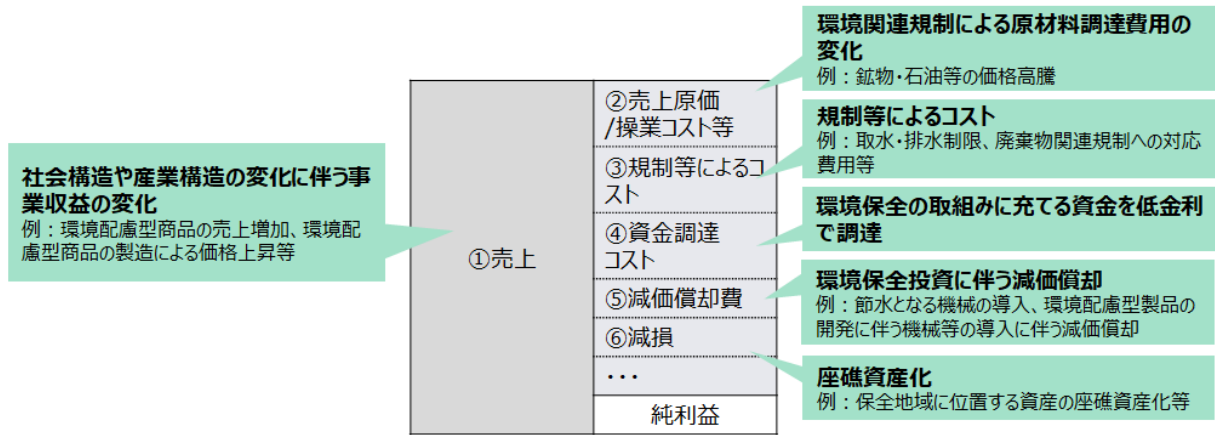 社会構造や産業構造の変化に伴う事
業収益の変化
例：環境配慮型商品の売上増加、環境配
慮型商品の製造による価格上昇等
①売上
②売上原価
/操業コスト等
③規制等によるコ
スト
④資金調達
コスト
⑤減価償却費
⑥減損
・・・
純利益
環境関連規制による原材料調達費用の
変化
例：鉱物・石油等の価格高騰
規制等によるコスト
例：取水・排水制限、廃棄物関連規制への対応
費用等
環境保全の取組みに充てる資金を低金利
で調達
環境保全投資に伴う減価償却
例：節水となる機械の導入、環境配慮型製品の
開発に伴う機械等の導入に伴う減価償却
座礁資産化
例：保全地域に位置する資産の座礁資産化等